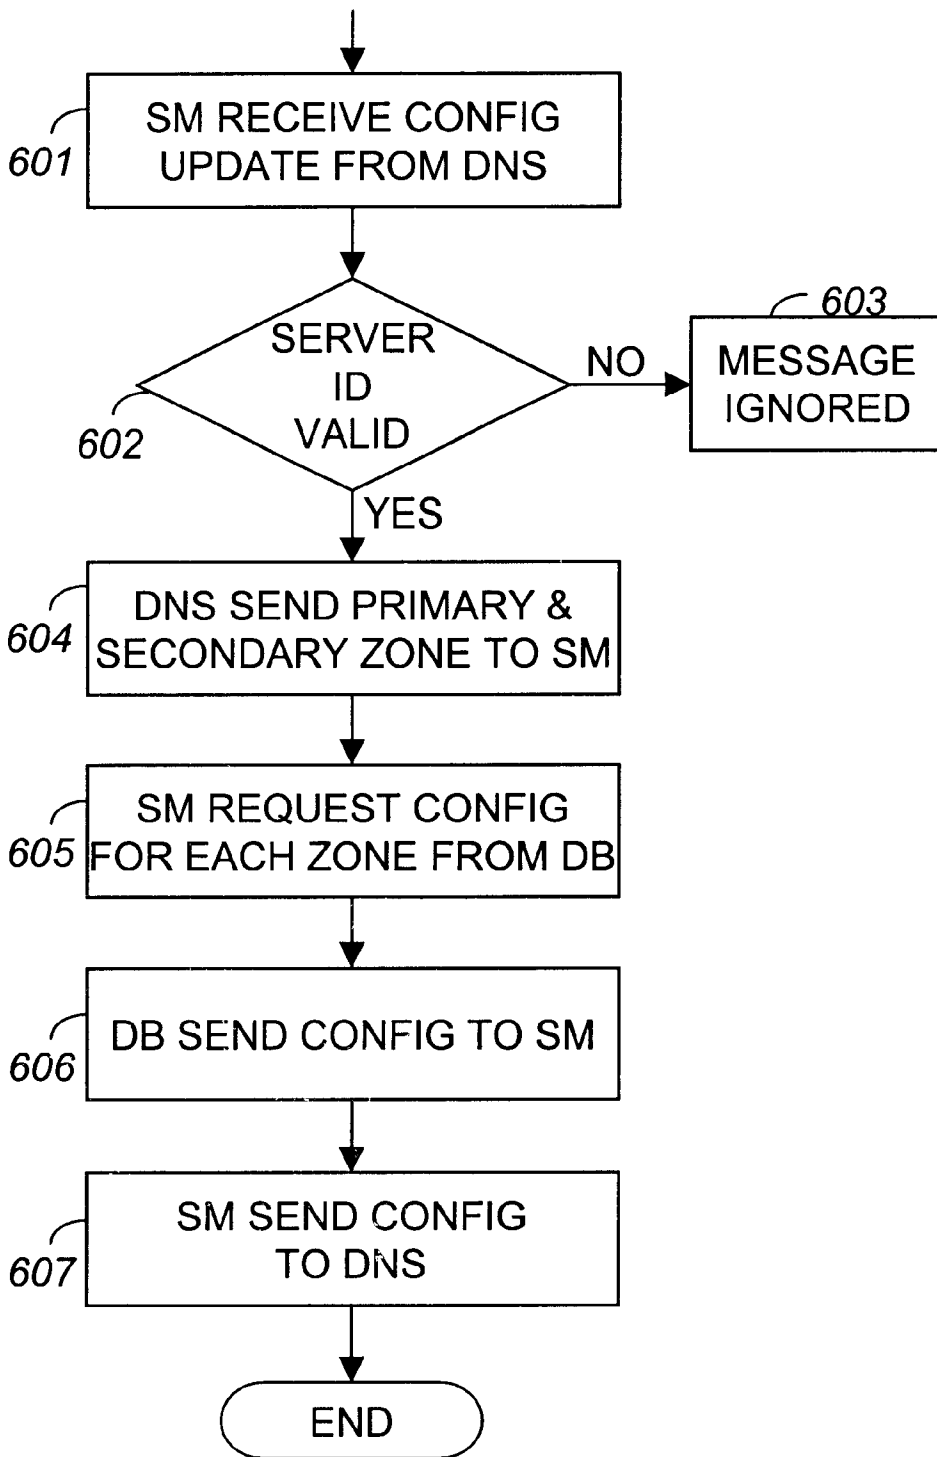 SM RECEIVE CONFIG
UPDATE FROM DNS
601
SERVER
ID
VALID
602
NO
603
MESSAGE
IGNORED
YES
DNS SEND PRIMARY &
SECONDARY ZONE TO SM
604
SM REQUEST CONFIG
FOR EACH ZONE FROM DB
605
DB SEND CONFIG TO SM
606
SM SEND CONFIG
TO DNS
607
END